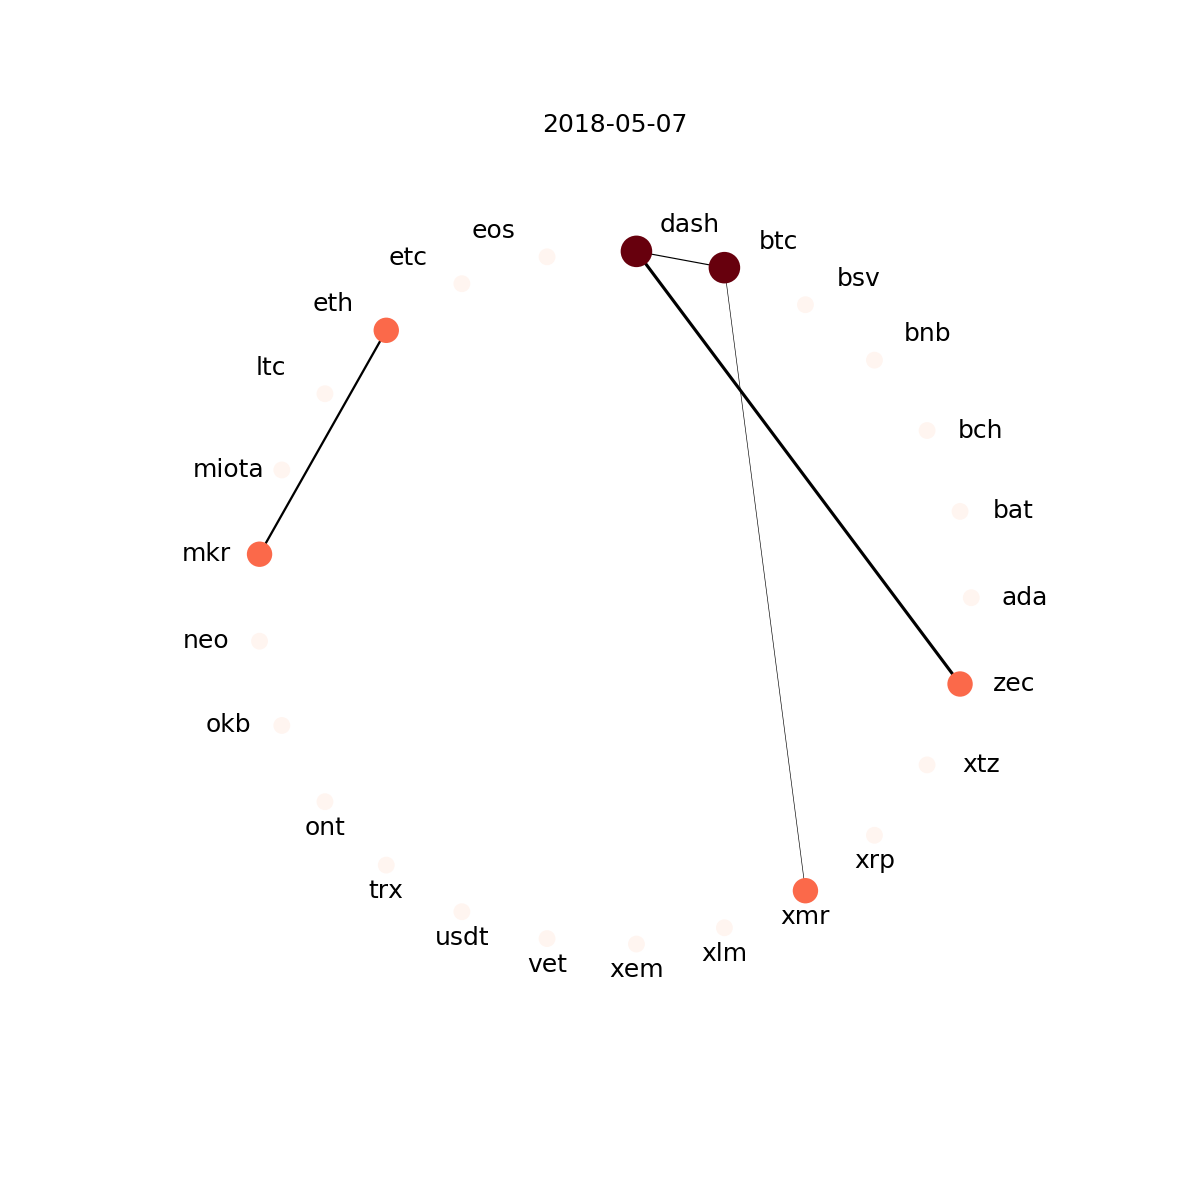 2018-05-07
dash
eos
btc
etc
bsv
eth
bnb
ltc
bch
miota
bat
mkr
ada
neo
zec
okb
xtz
ont
xrp
trx
xmr
usdt
xlm
vet
xem